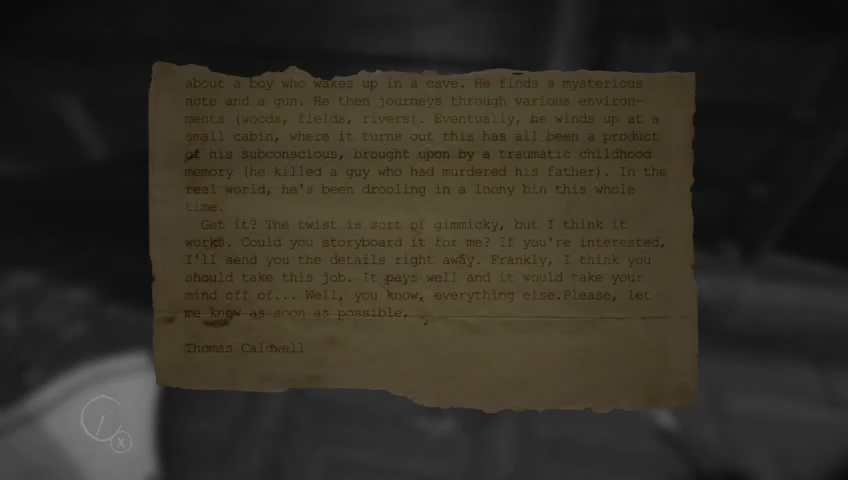 about a boy who wakes up in a cave. He finds a mysterious
note and a gun. He then journeys through various environ-
ments (woods, fields, rivers). Eventually, he winds up at a
small cabin, where it turns out this has all been a product
of his subconscious, brought upon by a traumatic childhood
memory (he killed a guy who had murdered his father). In the
real world, he's been drooling in a loony bin this whole
time.
Get it? The twist is sort of gimmicky, but I think it
works. Could you storyboard it for me? If you're interested,
I'll send you the details right away. Frankly, I think you
should take this job. It pays well and it would take your
mind off of... Well, you know, everything else.Please, let
me know as soon as possible,
Thomas Caldwell
X